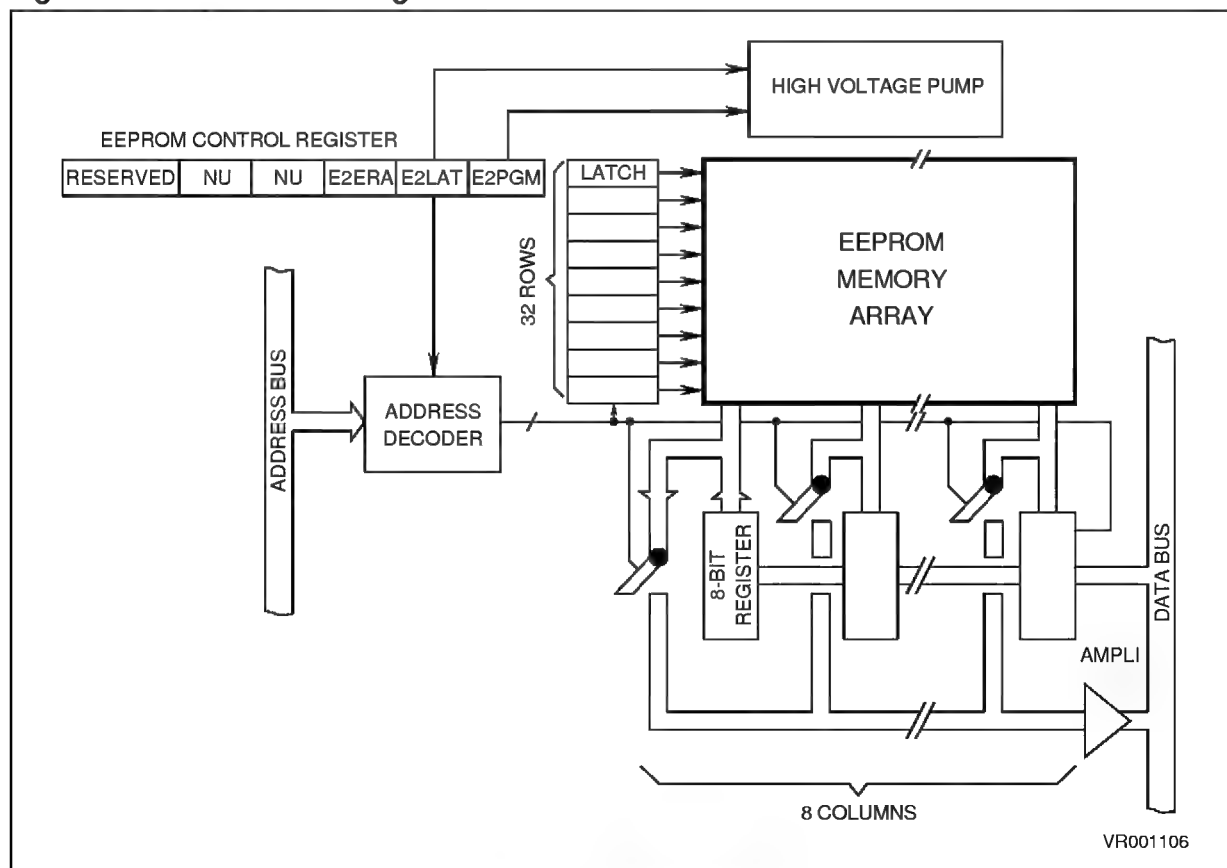 HIGH VOLTAGE PUMP
EEPROM CONTROL REGISTER
RESERVED NU NU E2ERA E2LAT E2PGM
LATCH
32 ROWS
EEPROM
MEMORY
ARRAY
ADDRESS BUS
ADDRESS
DECODER
8-BIT
REGISTER
DATA BUS
AMPLI
8 COLUMNS
VR001106